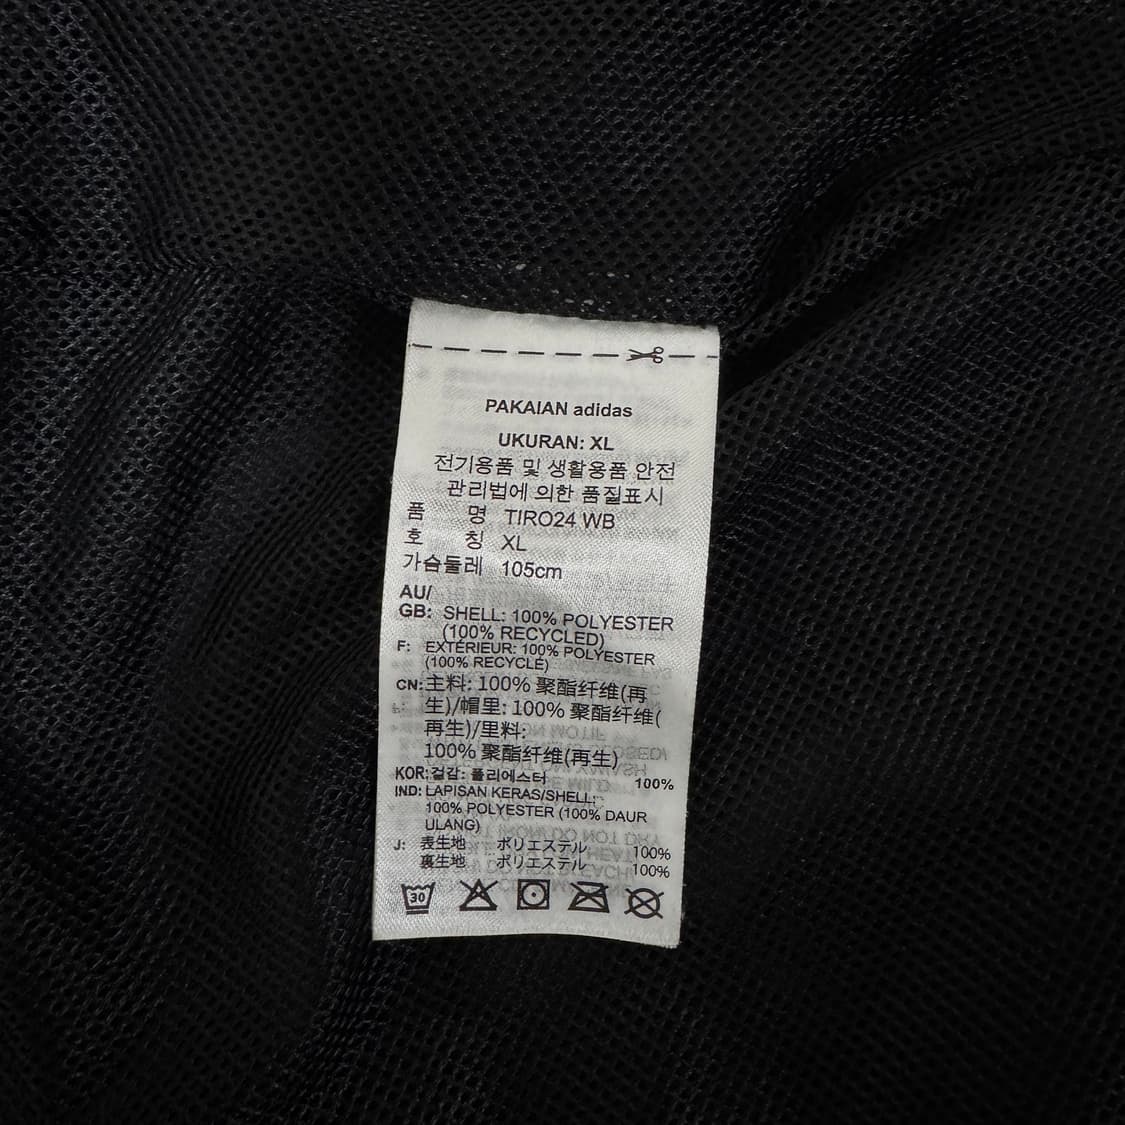 PAKAIAN adidas
UKURAN: XL
전기용품 및 생활용품 안전
관리법에 의한 품질표시
품 명 TIRO24 WB
호 칭 XL
가슴둘레 105cm
AU/
GB: SHELL: 100% POLYESTER
(100% RECYCLED)
F: EXTÉRIEUR: 100% POLYESTER
(100% RECYCLÉ)
CN: 主料: 100% 聚酯纤维(再
生)/帽里: 100% 聚酯纤维(
再生)/里料:
100% 聚酯纤维(再生)
KOR: 겉감: 폴리에스터 100%
IND: LAPISAN KERAS/SHELL:
100% POLYESTER (100% DAUR
ULANG)
J: 表生地 ポリエステル 100%
裏生地 ポリエステル 100%
30